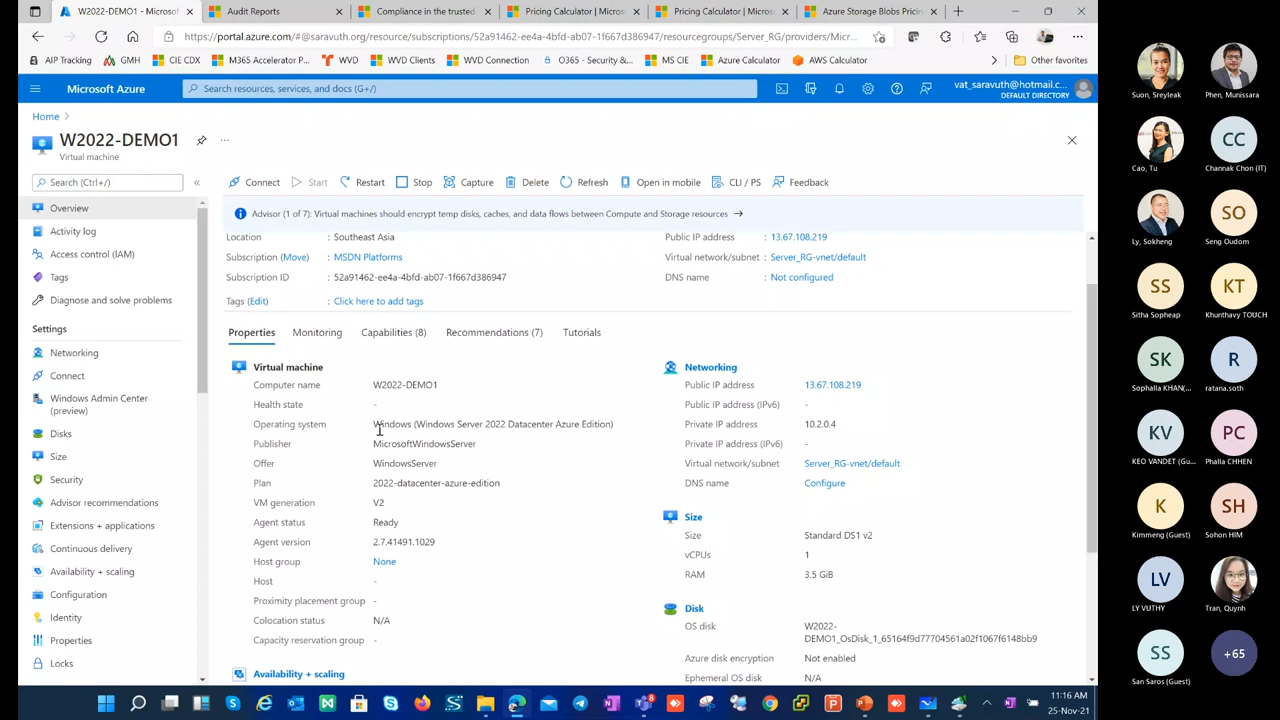 W2022-DEMO1 - Microsoft
Audit Reports
Compliance in the trusted
Pricing Calculator | Microsoft
Pricing Calculator | Microsoft
Azure Storage Blobs Pri
https://portal.azure.com/#@saravuth.org/resource/subscriptions/52a91462-ee4a-4bfd-ab07-1f667d386947/resourcegroups/Server_RG/providers/Micr...
AIP Tracking
GMH
CIE CDX
M365 Accelerator P...
WVD
WVD Clients
WVD Connection
O365 - Security &...
MS CIE
Azure Calculator
AWS Calculator
Other favorites
Microsoft Azure
Search resources, services, and docs (G+/)
vat_saravuth@hotmail.c...
DEFAULT DIRECTORY
Home >
W2022-DEMO1
Virtual machine
Search (Ctrl+/)
Connect
Start
Restart
Stop
Capture
Delete
Refresh
Open in mobile
CLI / PS
Feedback
Advisor (1 of 7): Virtual machines should encrypt temp disks, caches, and data flows between Compute and Storage resources →
Overview
Activity log
Access control (IAM)
Tags
Diagnose and solve problems
Settings
Networking
Connect
Windows Admin Center (preview)
Disks
Size
Security
Advisor recommendations
Extensions + applications
Continuous delivery
Availability + scaling
Configuration
Identity
Properties
Locks
Location : Southeast Asia
Subscription (Move) : MSDN Platforms
Subscription ID : 52a91462-ee4a-4bfd-ab07-1f667d386947
Tags (Edit) : Click here to add tags
Public IP address : 13.67.108.219
Virtual network/subnet : Server_RG-vnet/default
DNS name : Not configured
Properties
Monitoring
Capabilities (8)
Recommendations (7)
Tutorials
Virtual machine
Computer name W2022-DEMO1
Health state -
Operating system Windows (Windows Server 2022 Datacenter Azure Edition)
Publisher MicrosoftWindowsServer
Offer WindowsServer
Plan 2022-datacenter-azure-edition
VM generation V2
Agent status Ready
Agent version 2.7.41491.1029
Host group None
Host -
Proximity placement group -
Colocation status N/A
Capacity reservation group -
Availability + scaling
Networking
Public IP address 13.67.108.219
Public IP address (IPv6) -
Private IP address 10.2.0.4
Private IP address (IPv6) -
Virtual network/subnet Server_RG-vnet/default
DNS name Configure
Size
Size Standard DS1 v2
vCPUs 1
RAM 3.5 GiB
Disk
OS disk W2022-
DEMO1_OsDisk_1_65164f9d77704561a02f1067f6148bb9
Azure disk encryption Not enabled
Ephemeral OS disk N/A
11:16 AM
25-Nov-21
Suon, Sreyleak
Phen, Munissara
Cao, Tu
CC
Channak Chon (IT)
Ly, Sokheng
SO
Seng Oudom
SS
Sitha Sopheap
KT
Khunthavy TOUCH
SK
Sophalla KHAN(...
R
ratana.soth
KV
KEO VANDET (Gu...
PC
Phalla CHHEN
K
Kimmeng (Guest)
SH
Sohon HIM
LV
LY VUTHY
Tran, Quynh
SS
San Saros (Guest)
+65